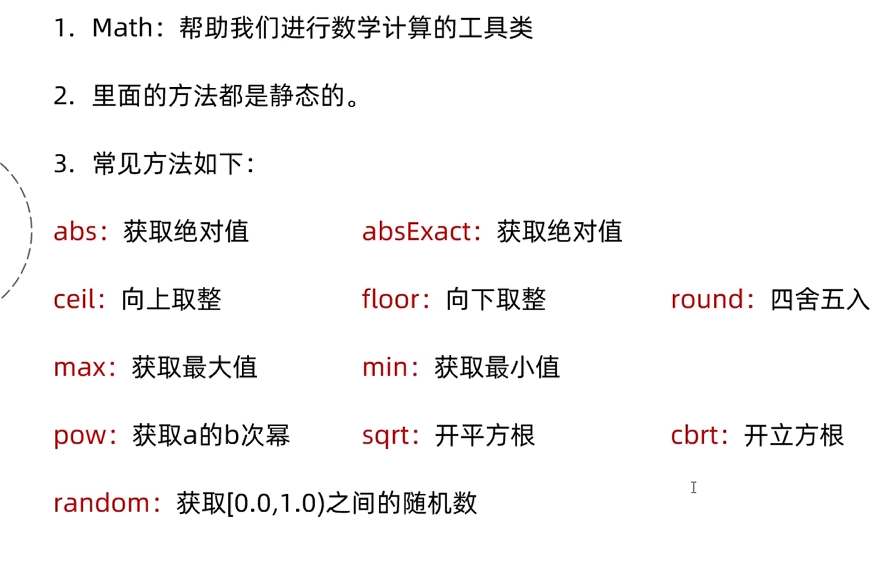 1. Math：帮助我们进行数学计算的工具类
2. 里面的方法都是静态的。
3. 常见方法如下：
abs：获取绝对值 absExact：获取绝对值
ceil：向上取整 floor：向下取整 round：四舍五入
max：获取最大值 min：获取最小值
pow：获取a的b次幂 sqrt：开平方根 cbrt：开立方根
random：获取[0.0,1.0)之间的随机数